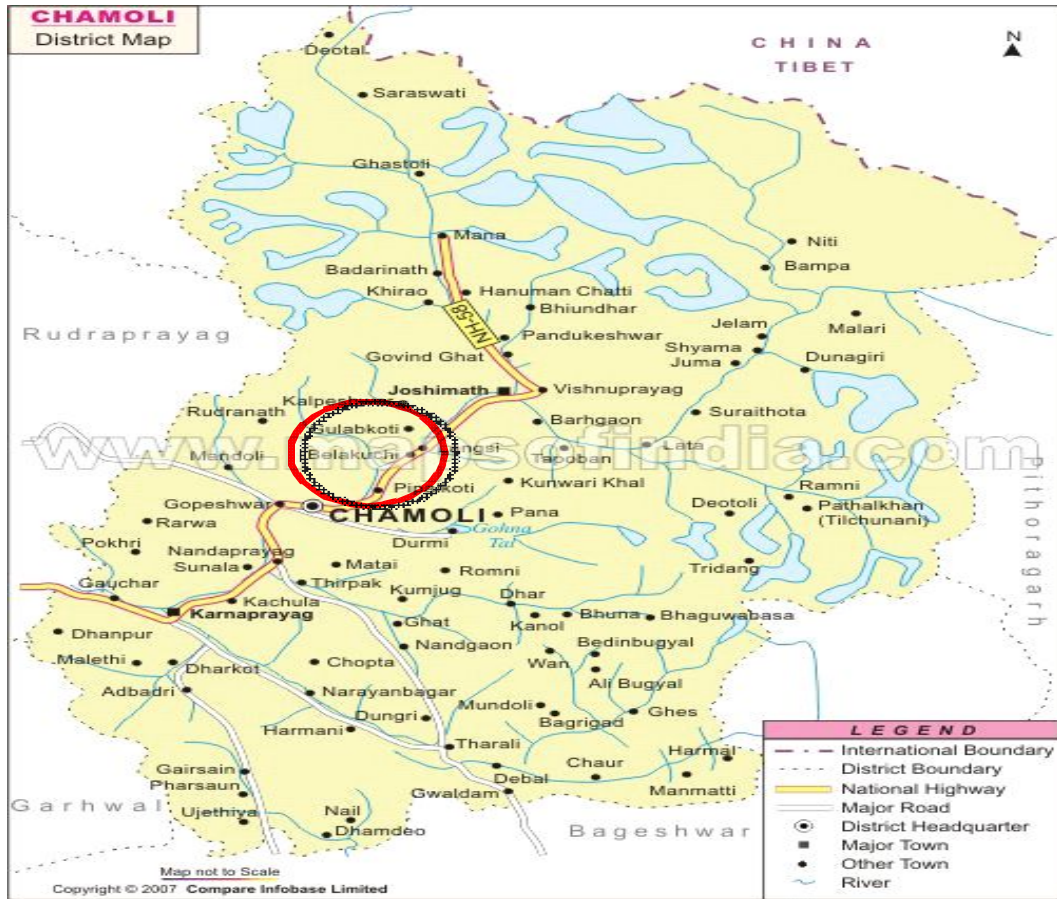 CHAMOLI
District Map
CHINA
TIBET
N
Deotal
Saraswati
Ghastoli
Mana
Niti
Badarinath
Bampa
Khirao
Hanuman Chatti
Bhiundhar
Rudraprayag
NH-58
Pandukeshwar
Jelam
Malari
Govind Ghat
Shyama
Juma
Dunagiri
Joshimath
Vishnuprayag
Kalpeshwar
Rudranath
Barhgaon
Suraithota
Gulabkoti
www.mapsofindia.com
Belakuchi
Tapoban
Lata
Mandoli
Pipalkoti
Kunwari Khal
Ramni
Gopeshwar
CHAMOLI
Pana
Deotoli
Pathalkhan
(Tilchunani)
Rarwa
Gohna
Tal
Durmi
Pithoragarh
Pokhri
Nandaprayag
Sunala
Matai
Romni
Tridang
Gauchar
Thirpak
Kachula
Kumjug
Dhar
Karnaprayag
Ghat
Kanol
Bhuna
Bhaguwabasa
Dhanpur
Nandgaon
Bedinbugyal
Malethi
Dharkot
Chopta
Wan
Ali Bugyal
Adbadri
Narayanbagar
Mundoli
Dungri
Bagrigad
Ghes
Harmani
Tharali
Harmal
Gairsain
Debal
Chaur
Pharsaun
Gwaldam
Manmatti
Garhwal
Ujethiya
Nail
Dhamdeo
Bageshwar
LEGEND
International Boundary
District Boundary
National Highway
Major Road
District Headquarter
Major Town
Other Town
River
Map not to Scale
Copyright © 2007 Compare Infobase Limited